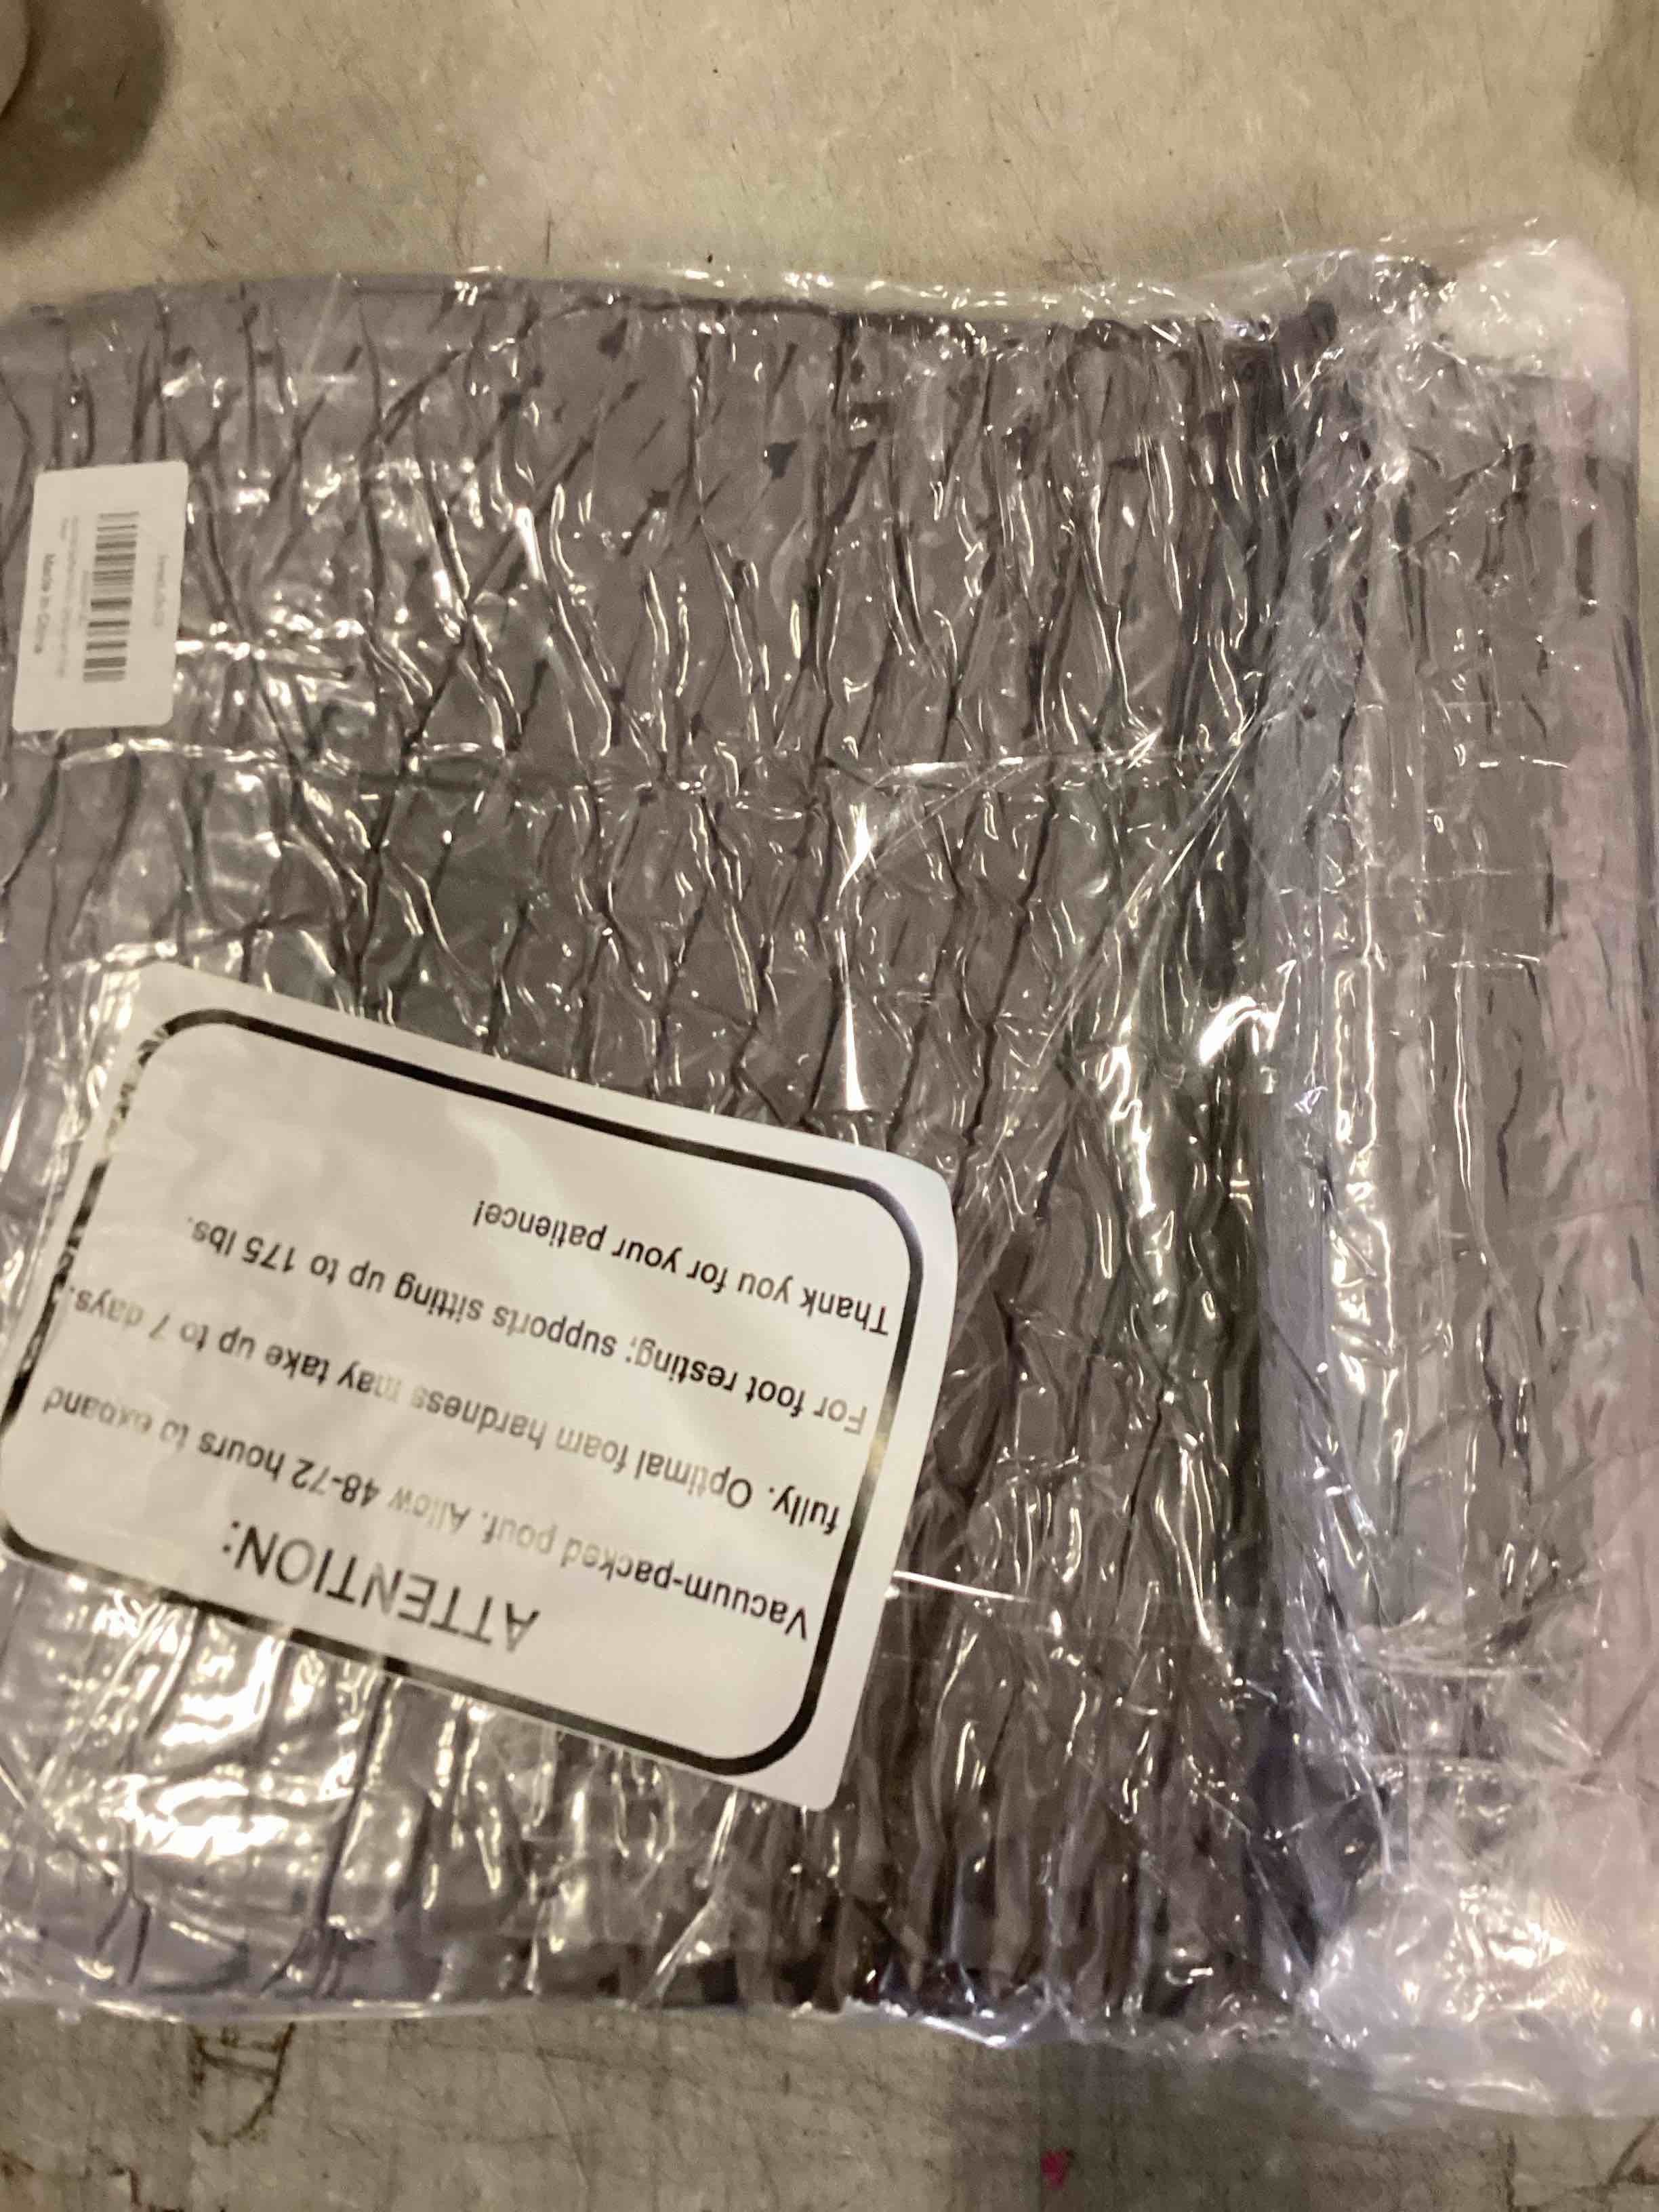 ATTENTION:
Vacuum-packed pouf. Allow 48-72 hours to expand
fully. Optimal foam hardness may take up to 7 days.
For foot resting; supports sitting up to 175 lbs.
Thank you for your patience!
Made in China